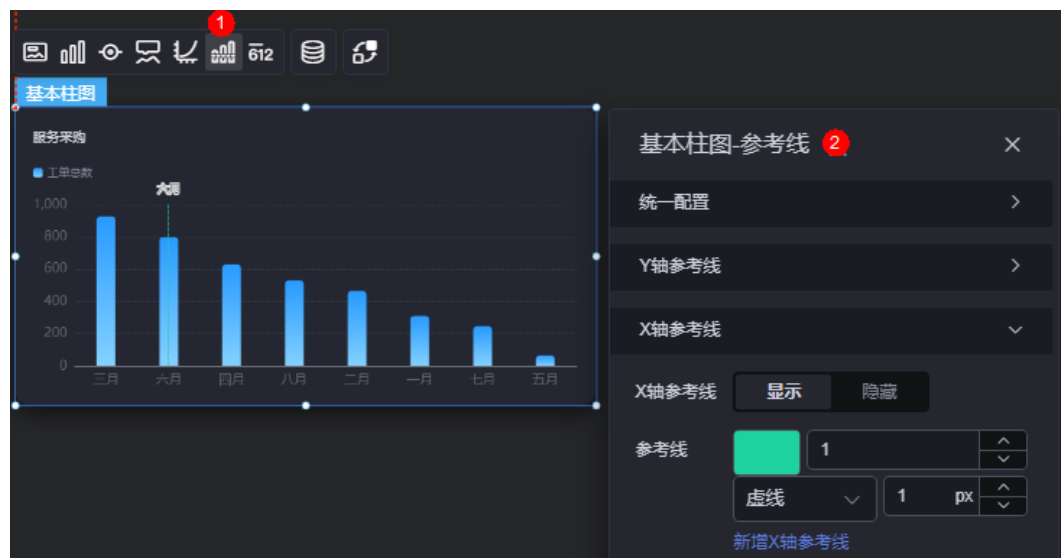 1
612
基本柱图
服务采购
工单总数
1,000
800
600
400
200
0
三月 六月 四月 八月 二月 一月 七月 五月
基本柱图-参考线 2
统一配置
Y轴参考线
X轴参考线
X轴参考线 显示 隐藏
参考线 1
虚线 1 px
新增X轴参考线